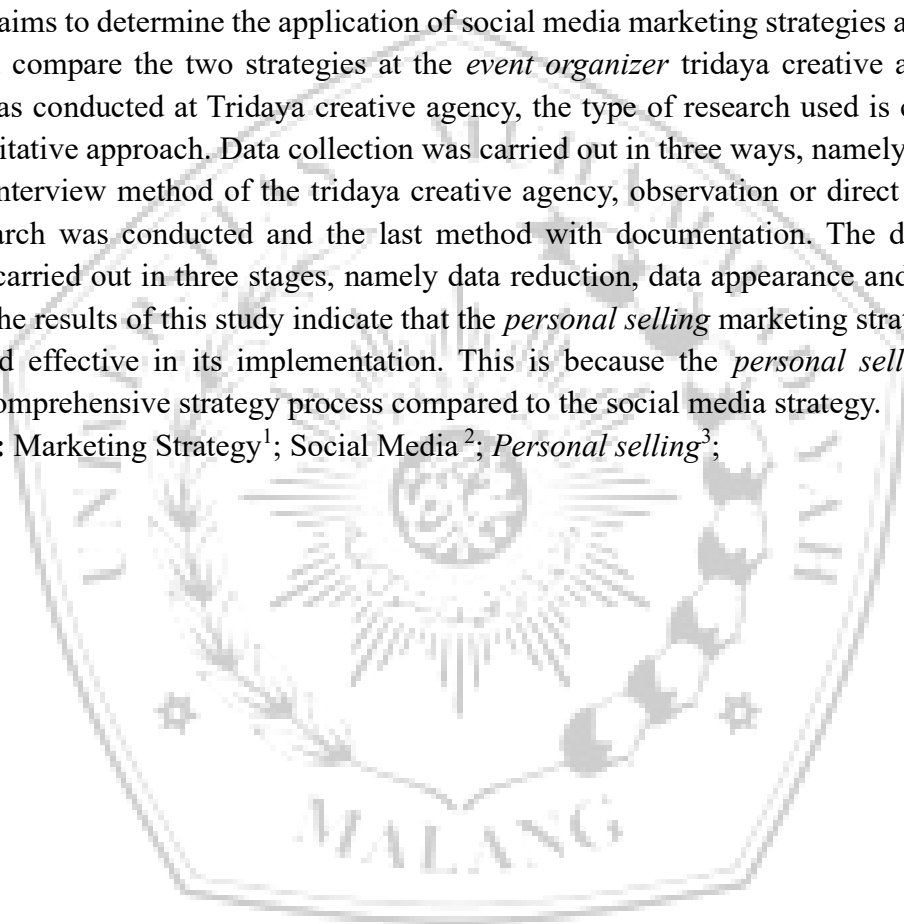 aims to determine the application of social media marketing strategies a
compare the two strategies at the event organizer tridaya creative a
as conducted at Tridaya creative agency, the type of research used is
itative approach. Data collection was carried out in three ways, namely
nterview method of the tridaya creative agency, observation or direct
arch was conducted and the last method with documentation. The d
carried out in three stages, namely data reduction, data appearance and
he results of this study indicate that the personal selling marketing strat
d effective in its implementation. This is because the personal sell
omprehensive strategy process compared to the social media strategy.
: Marketing Strategy¹; Social Media ²; Personal selling³;
UNIVERSITAS MUHAMMADIYAH
MALANG